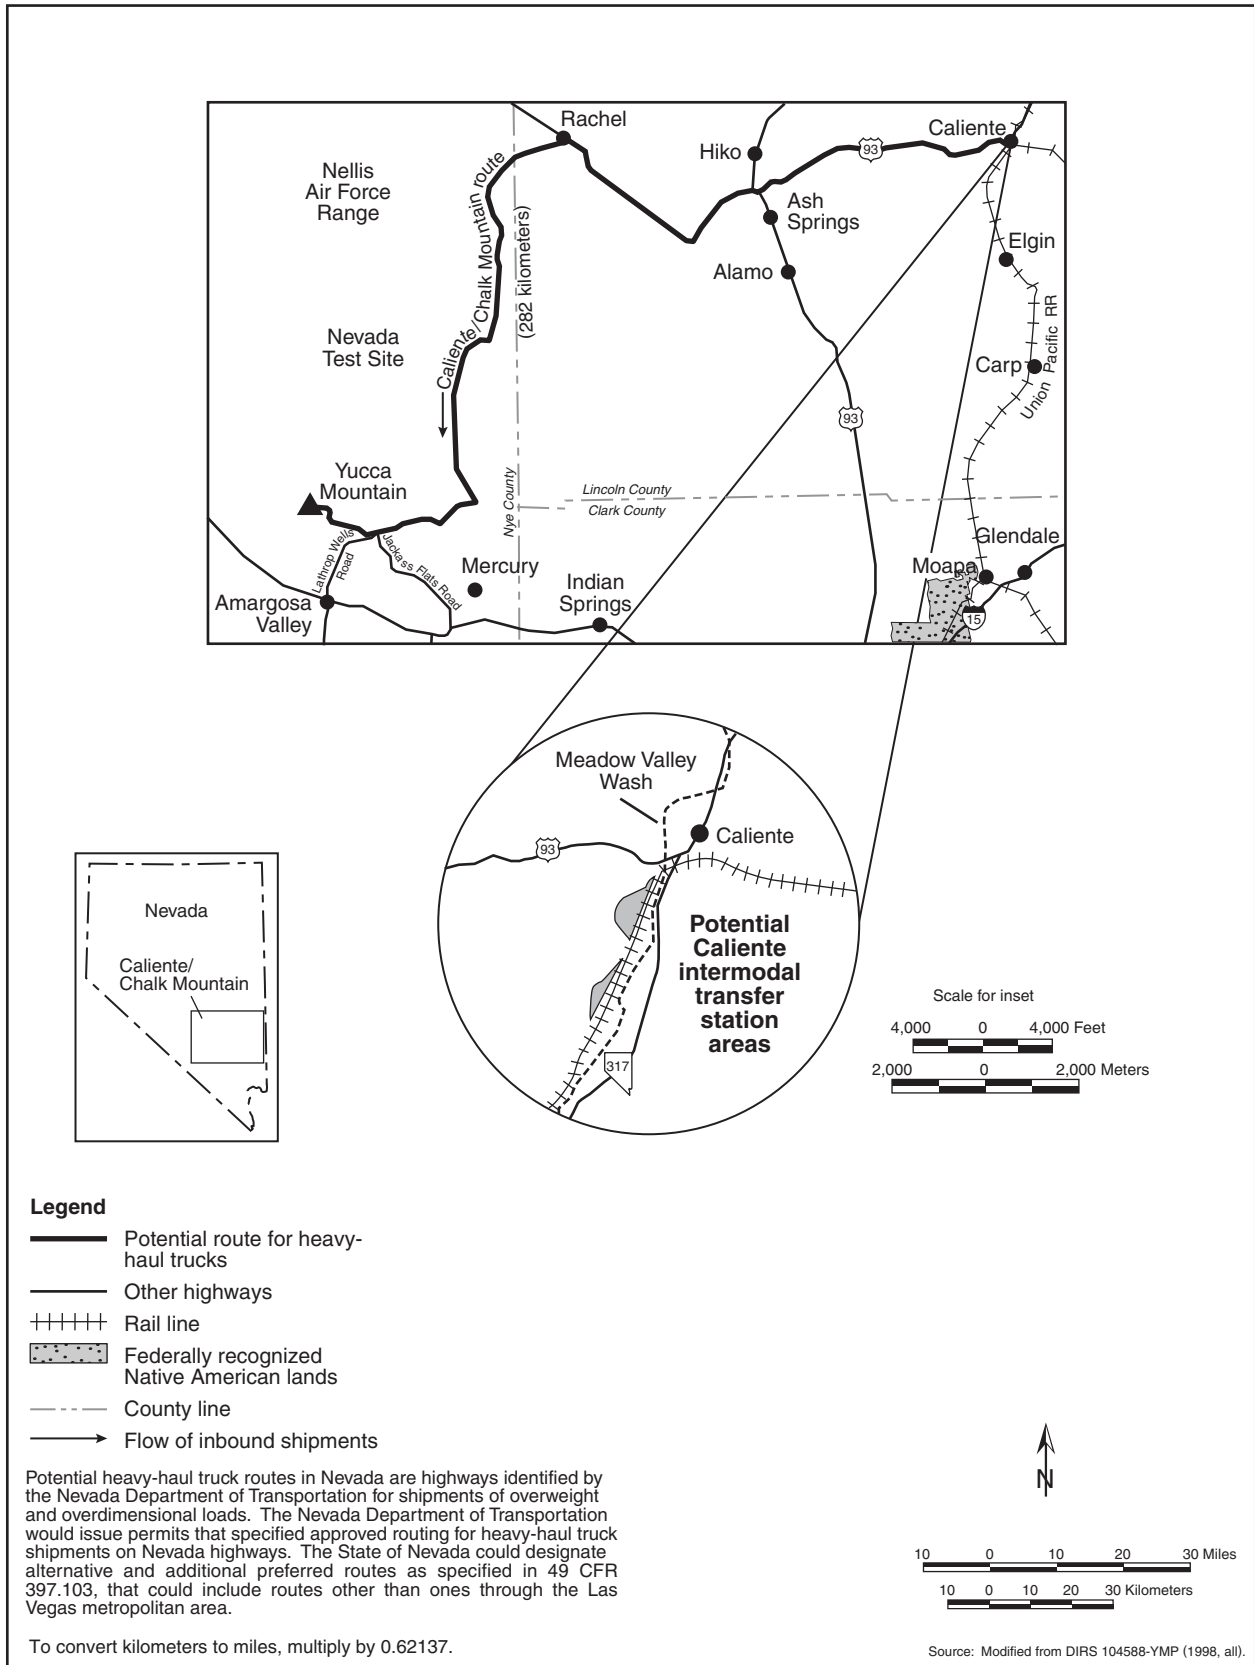 Rachel
Caliente
Hiko
93
Nellis
Air Force
Range
Caliente/Chalk Mountain route
(282 kilometers)
Ash
Springs
Elgin
Alamo
Nevada
Test Site
Union Pacific RR
Carp
93
Yucca
Mountain
Nye County
Lincoln County
Clark County
Glendale
Lathrop Wells
Road
Jackass Flats Road
Mercury
Moapa
Indian
Springs
Amargosa
Valley
15
Meadow Valley
Wash
Caliente
93
Potential
Caliente
intermodal
transfer
station
areas
317
Nevada
Caliente/
Chalk Mountain
Scale for inset
4,000 0 4,000 Feet
2,000 0 2,000 Meters
Legend
Potential route for heavy-
haul trucks
Other highways
Rail line
Federally recognized
Native American lands
County line
Flow of inbound shipments
Potential heavy-haul truck routes in Nevada are highways identified by
the Nevada Department of Transportation for shipments of overweight
and overdimensional loads. The Nevada Department of Transportation
would issue permits that specified approved routing for heavy-haul truck
shipments on Nevada highways. The State of Nevada could designate
alternative and additional preferred routes as specified in 49 CFR
397.103, that could include routes other than ones through the Las
Vegas metropolitan area.
To convert kilometers to miles, multiply by 0.62137.
N
10 0 10 20 30 Miles
10 0 10 20 30 Kilometers
Source: Modified from DIRS 104588-YMP (1998, all).